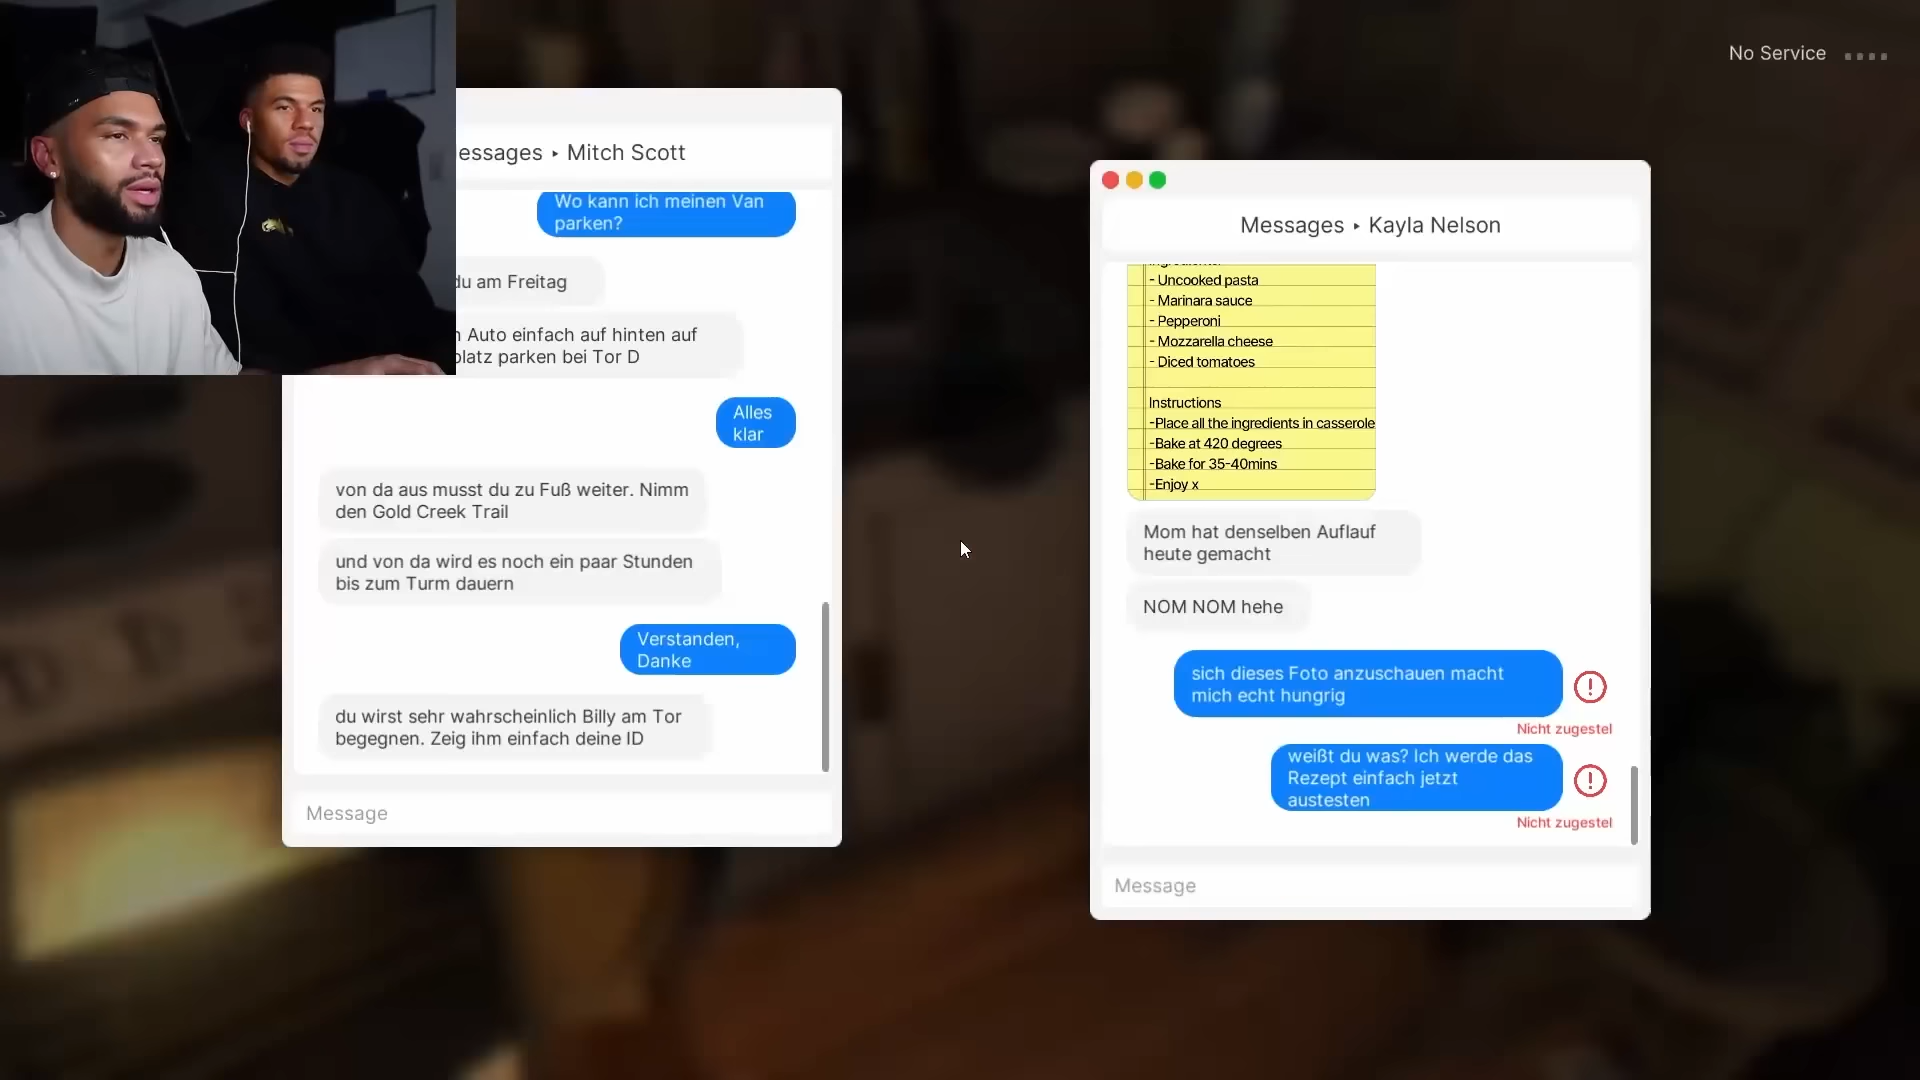 No Service
essages ▸ Mitch Scott
Wo kann ich meinen Van
parken?
du am Freitag
Auto einfach auf hinten auf
platz parken bei Tor D
Alles
klar
von da aus musst du zu Fuß weiter. Nimm
den Gold Creek Trail
und von da wird es noch ein paar Stunden
bis zum Turm dauern
Verstanden,
Danke
du wirst sehr wahrscheinlich Billy am Tor
begegnen. Zeig ihm einfach deine ID
Message
Messages ▸ Kayla Nelson
- Uncooked pasta
- Marinara sauce
- Pepperoni
- Mozzarella cheese
- Diced tomatoes
Instructions
-Place all the ingredients in casserole
-Bake at 420 degrees
-Bake for 35-40mins
-Enjoy x
Mom hat denselben Auflauf
heute gemacht
NOM NOM hehe
sich dieses Foto anzuschauen macht
mich echt hungrig
Nicht zugestel
weißt du was? Ich werde das
Rezept einfach jetzt
austesten
Nicht zugestel
Message